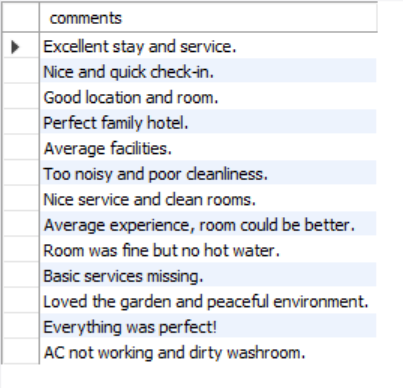 comments
Excellent stay and service.
Nice and quick check-in.
Good location and room.
Perfect family hotel.
Average facilities.
Too noisy and poor cleanliness.
Nice service and clean rooms.
Average experience, room could be better.
Room was fine but no hot water.
Basic services missing.
Loved the garden and peaceful environment.
Everything was perfect!
AC not working and dirty washroom.